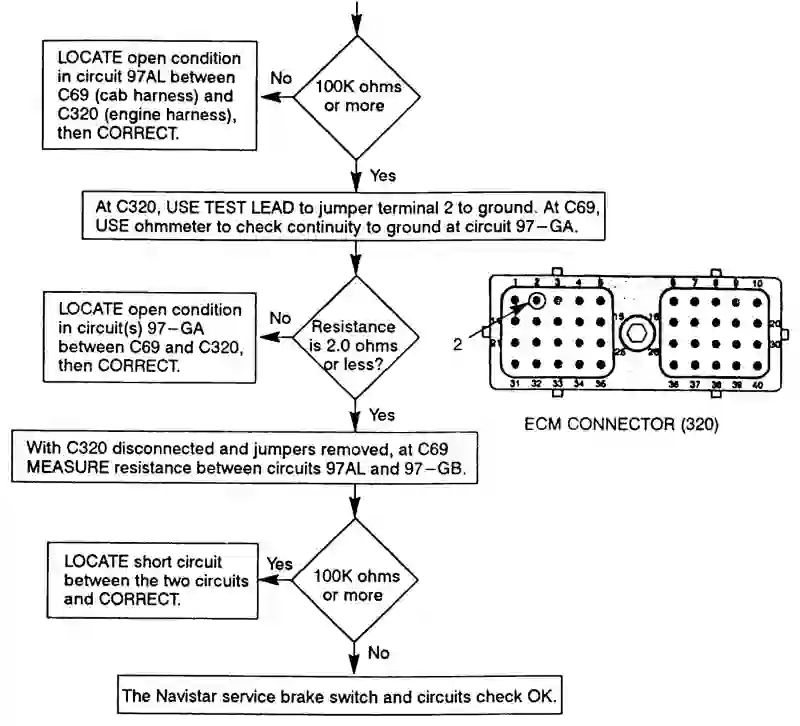 LOCATE open condition
in circuit 97AL between
C69 (cab harness) and
C320 (engine harness),
then CORRECT.
No
100K ohms
or more
Yes
At C320, USE TEST LEAD to jumper terminal 2 to ground. At C69,
USE ohmmeter to check continuity to ground at circuit 97-GA.
LOCATE open condition
in circuit(s) 97-GA
between C69 and C320,
then CORRECT.
No
Resistance
is 2.0 ohms
or less?
Yes
1 2 3 4 5 6 7 8 9 10
15 16 20
2
21 25 26 30
31 32 33 34 35 36 37 38 39 40
ECM CONNECTOR (320)
With C320 disconnected and jumpers removed, at C69
MEASURE resistance between circuits 97AL and 97-GB.
LOCATE short circuit
between the two circuits
and CORRECT.
Yes
100K ohms
or more
No
The Navistar service brake switch and circuits check OK.